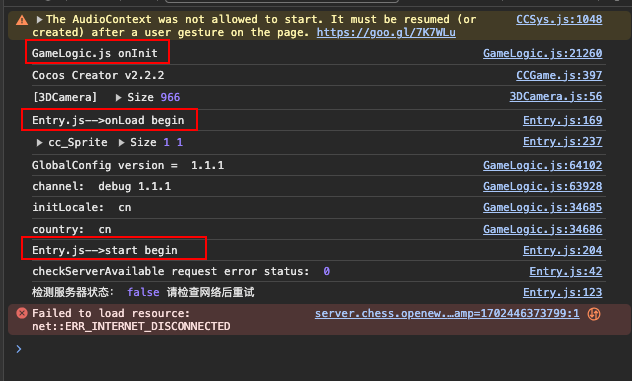 The AudioContext was not allowed to start. It must be resumed (or CCSys.js:1048
created) after a user gesture on the page. https://goo.gl/7K7WLu
GameLogic.js onInit GameLogic.js:21260
Cocos Creator v2.2.2 CCGame.js:397
[3DCamera] Size 966 3DCamera.js:56
Entry.js-->onLoad begin Entry.js:169
cc_Sprite Size 1 1 Entry.js:237
GlobalConfig version = 1.1.1 GameLogic.js:64102
channel: debug 1.1.1 GameLogic.js:63928
initLocale: cn GameLogic.js:34685
country: cn GameLogic.js:34686
Entry.js-->start begin Entry.js:204
checkServerAvailable request error status: 0 Entry.js:42
检测服务器状态: false 请检查网络后重试 Entry.js:123
Failed to load resource: server.chess.openew.…amp=1702446373799:1
net::ERR_INTERNET_DISCONNECTED